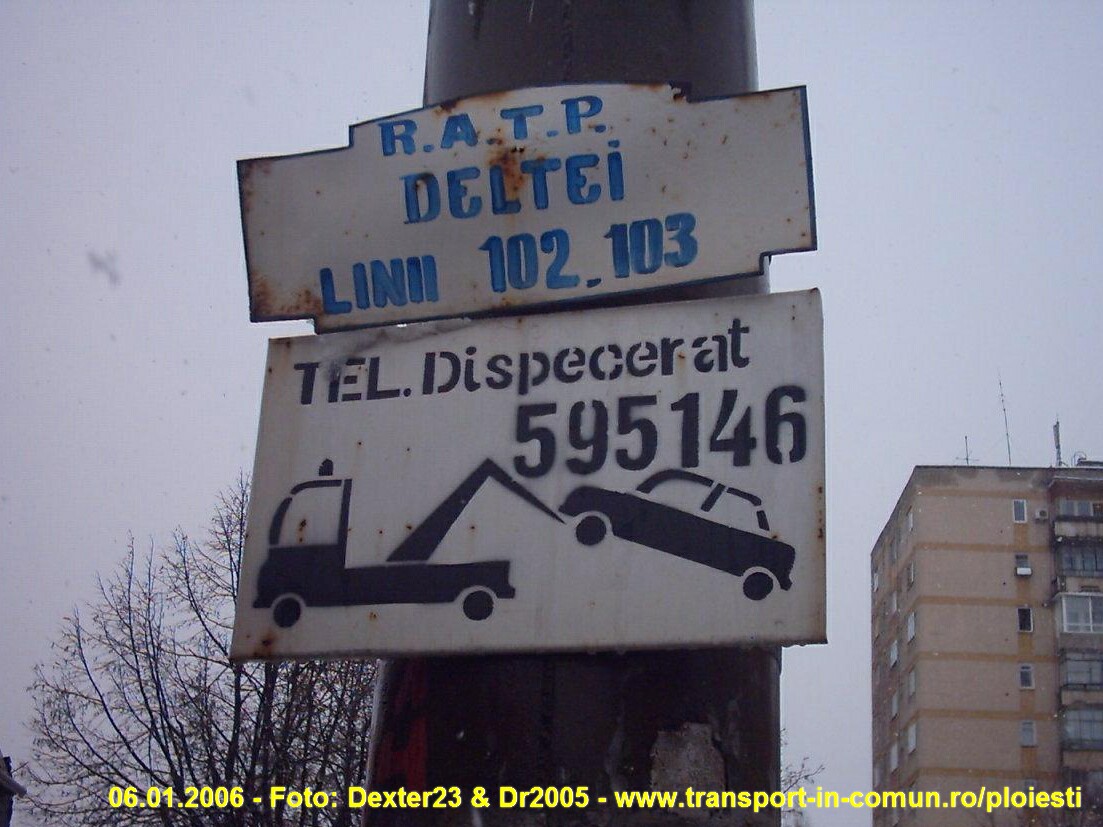 R.A.T.P.
DELTEI
LINII 102, 103
TEL. Dispecerat
595146
06.01.2006 - Foto: Dexter23 & Dr2005 - www.transport-in-comun.ro/ploiesti